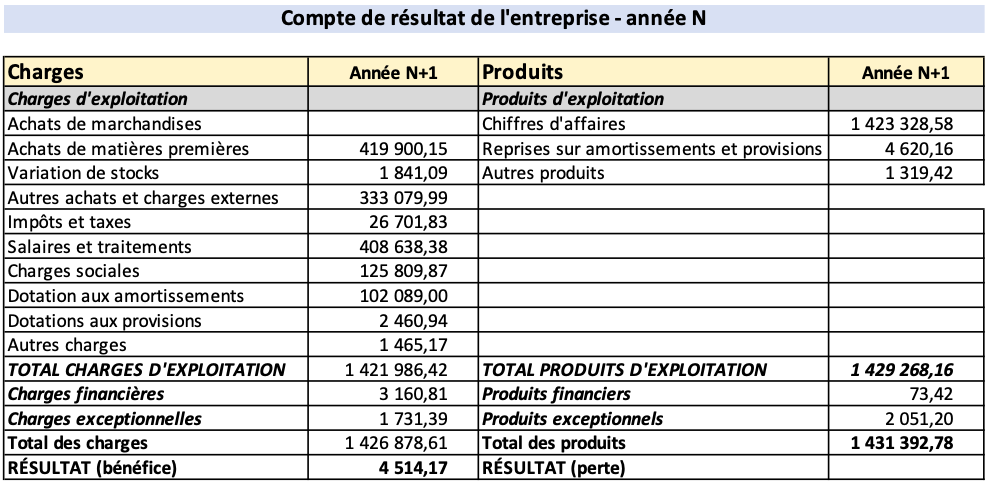 Compte de résultat de l'entreprise - année N
Charges Année N+1 Produits Année N+1
Charges d'exploitation Produits d'exploitation
Achats de marchandises Chiffres d'affaires 1 423 328,58
Achats de matières premières 419 900,15 Reprises sur amortissements et provisions 4 620,16
Variation de stocks 1 841,09 Autres produits 1 319,42
Autres achats et charges externes 333 079,99
Impôts et taxes 26 701,83
Salaires et traitements 408 638,38
Charges sociales 125 809,87
Dotation aux amortissements 102 089,00
Dotations aux provisions 2 460,94
Autres charges 1 465,17
TOTAL CHARGES D'EXPLOITATION 1 421 986,42 TOTAL PRODUITS D'EXPLOITATION 1 429 268,16
Charges financières 3 160,81 Produits financiers 73,42
Charges exceptionnelles 1 731,39 Produits exceptionnels 2 051,20
Total des charges 1 426 878,61 Total des produits 1 431 392,78
RÉSULTAT (bénéfice) 4 514,17 RÉSULTAT (perte)